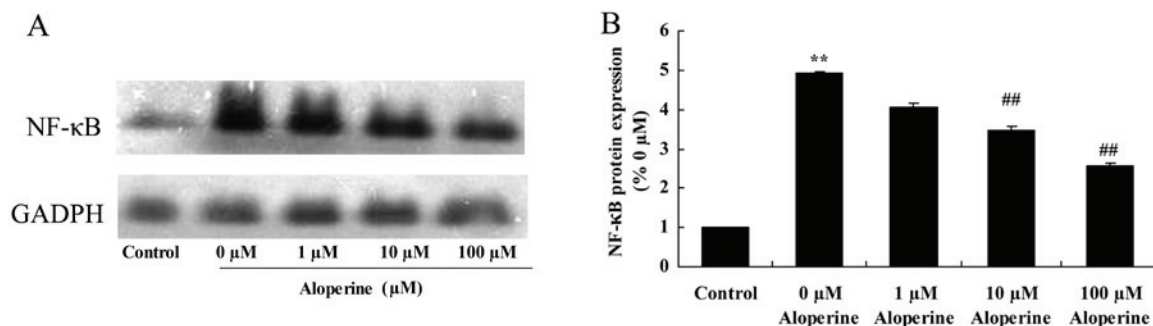 A
NF-κB
GADPH
Control 0 µM 1 µM 10 µM 100 µM
Aloperine (µM)
B
NF-κB protein expression
(% 0 µM)
6
5
4
3
2
1
0
**
##
##
Control 0 µM 1 µM 10 µM 100 µM
Aloperine Aloperine Aloperine Aloperine